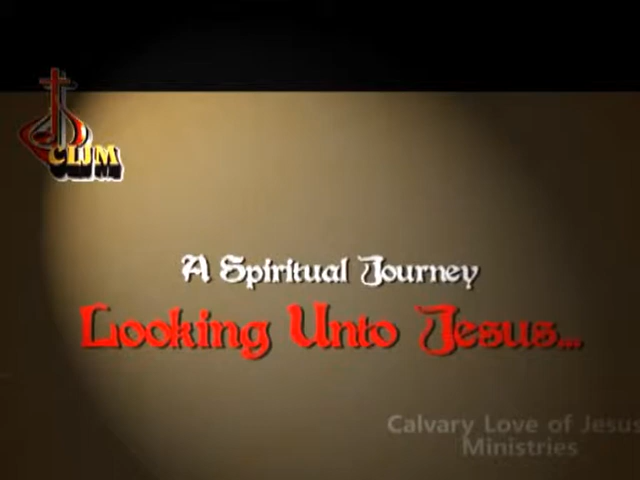 CLJM
A Spiritual Journey
Looking Unto Jesus...
Calvary Love of Jesus
Ministries